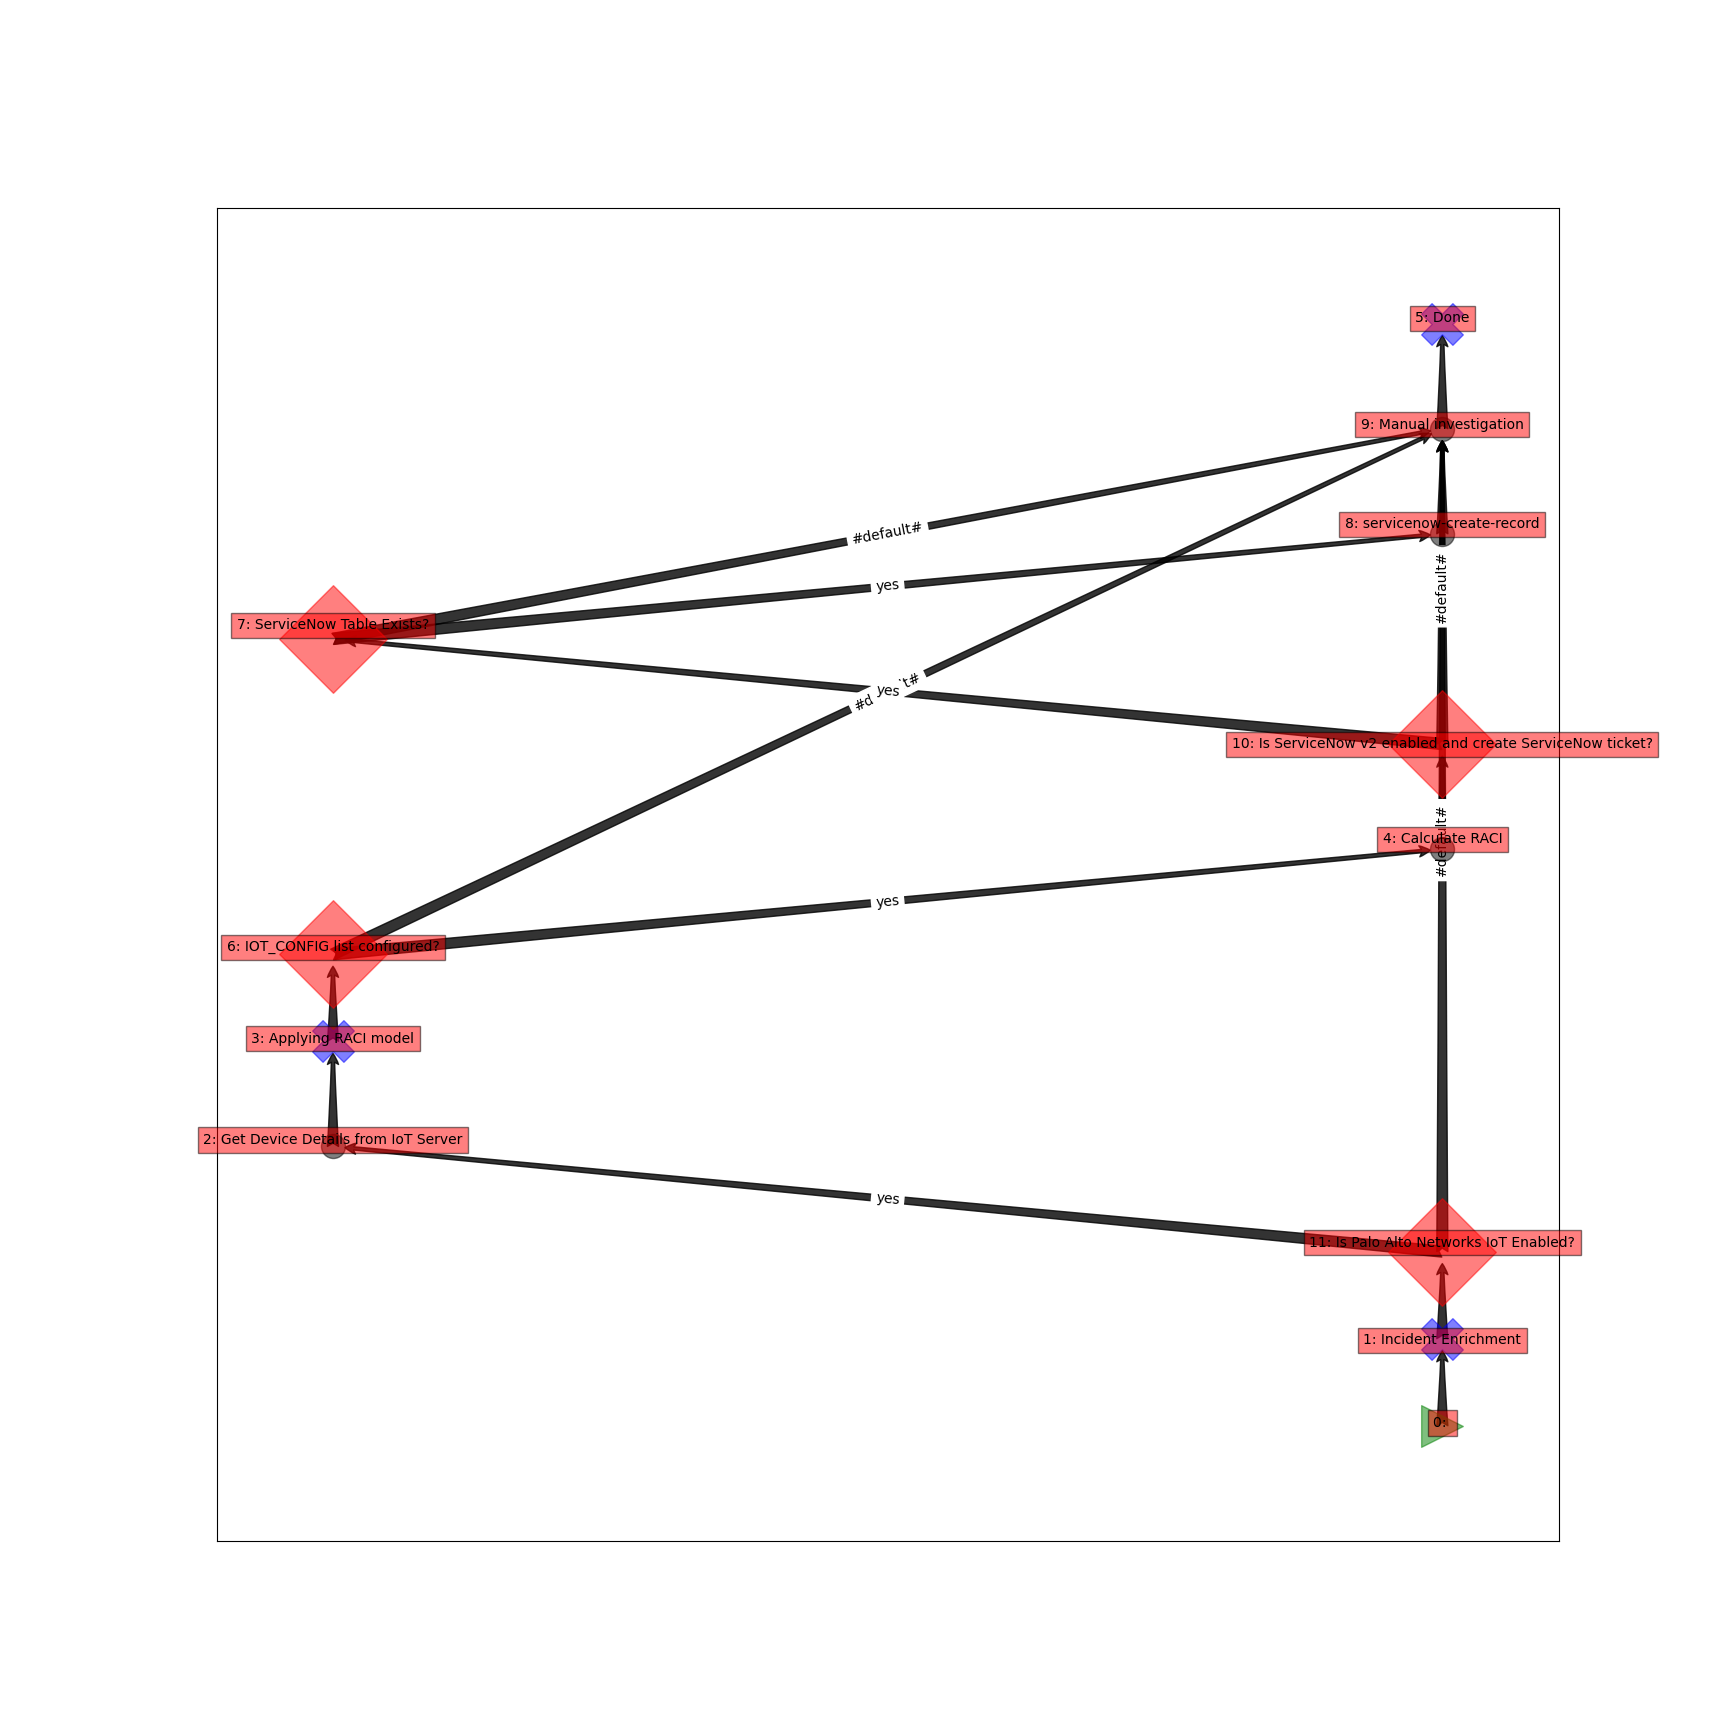 5: Done
9: Manual investigation
8: servicenow-create-record
#default#
#default#
yes
7: ServiceNow Table Exists?
yes
10: Is ServiceNow v2 enabled and create ServiceNow ticket?
#default#
4: Calculate RACI
yes
6: IOT_CONFIG list configured?
3: Applying RACI model
2: Get Device Details from IoT Server
yes
11: Is Palo Alto Networks IoT Enabled?
1: Incident Enrichment
0: